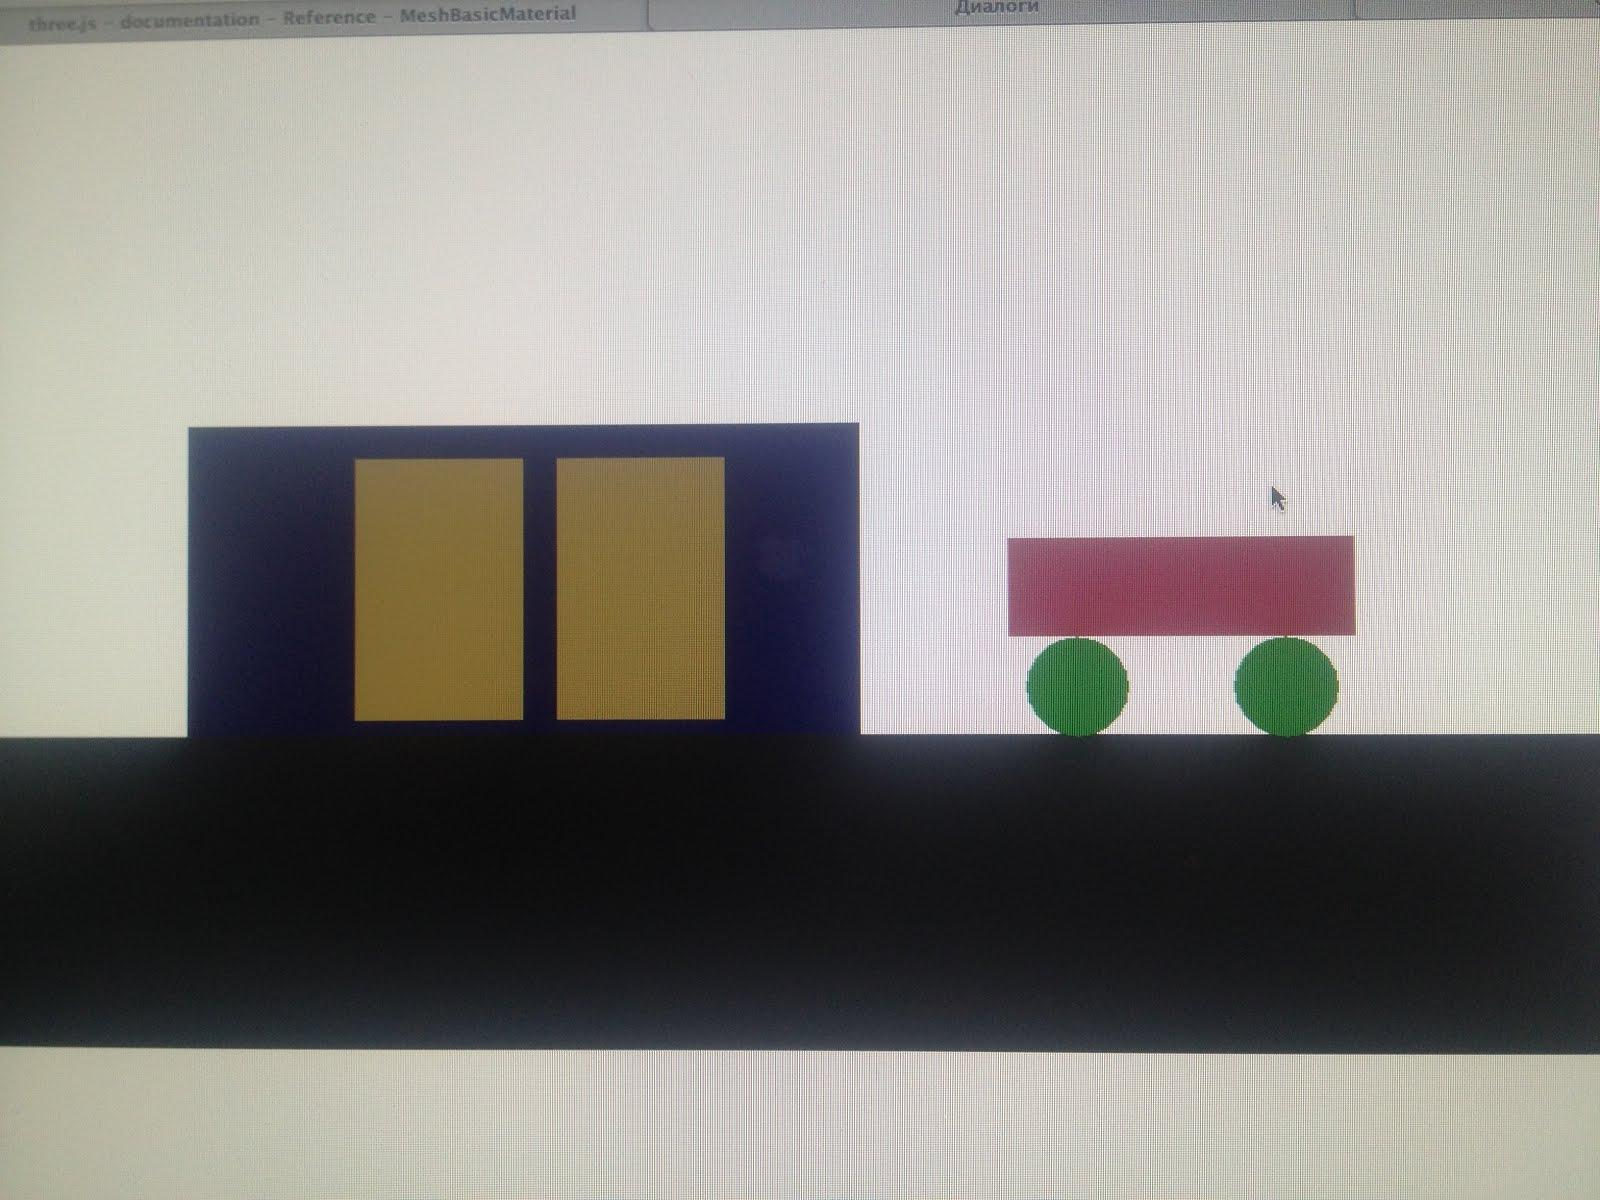 three.js – documentation – Reference – MeshBasicMaterial
Диалоги